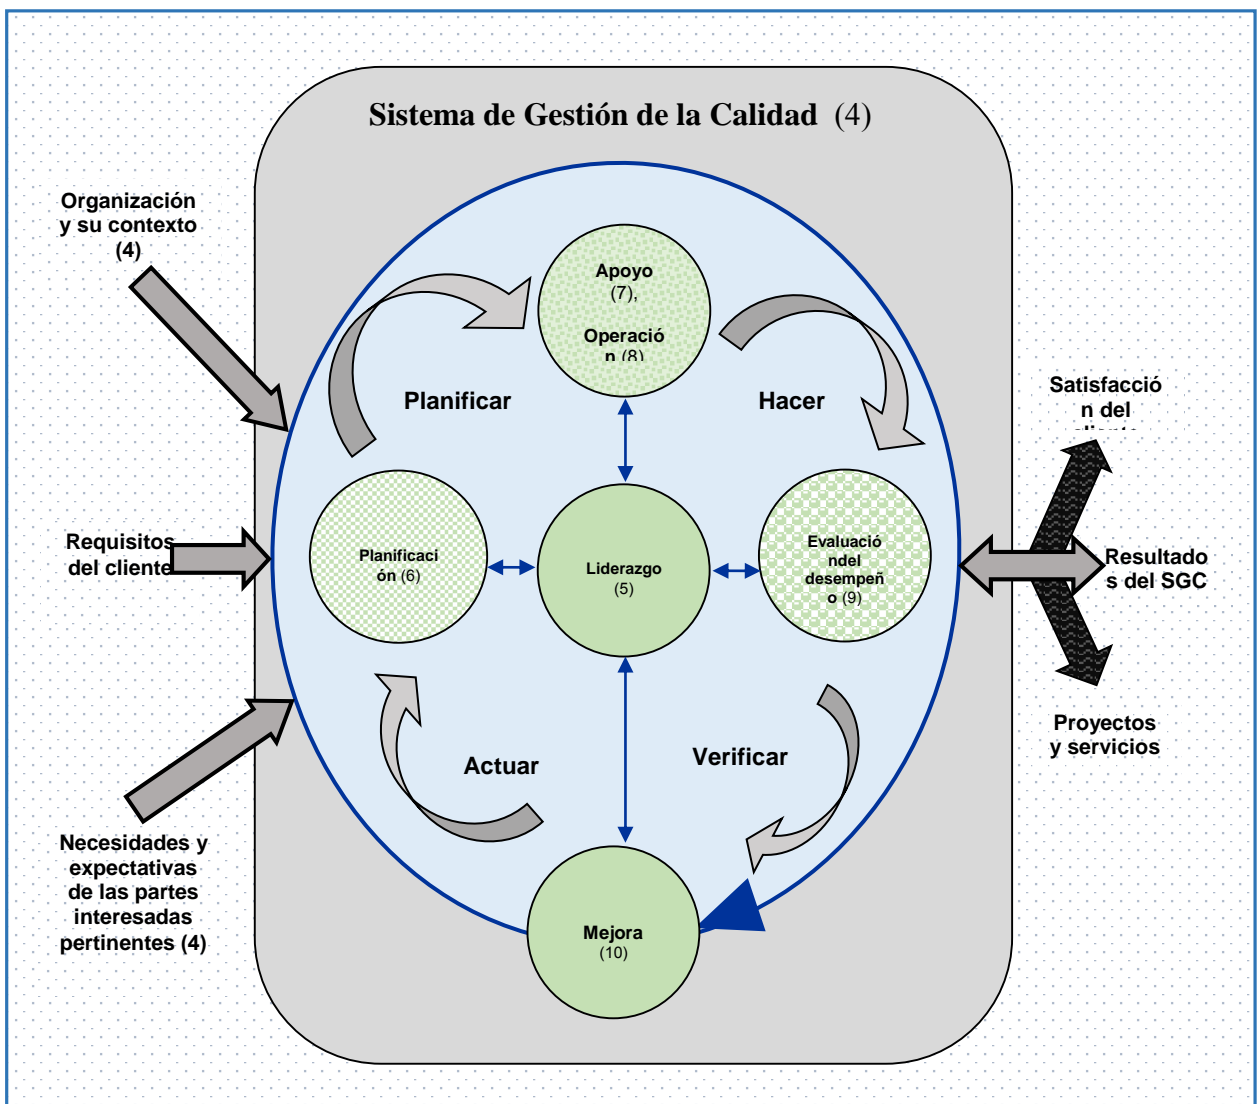 Sistema de Gestión de la Calidad (4)
Organización
y su contexto
(4)
Apoyo
(7),
Operació
n (8)
Planificar
Hacer
Satisfacció
n del
Requisitos
del cliente
Planificaci
ón (6)
Liderazgo
(5)
Evaluació
ndel
desempeñ
o (9)
Resultado
s del SGC
Actuar
Verificar
Proyectos
y servicios
Necesidades y
expectativas
de las partes
interesadas
pertinentes (4)
Mejora
(10)